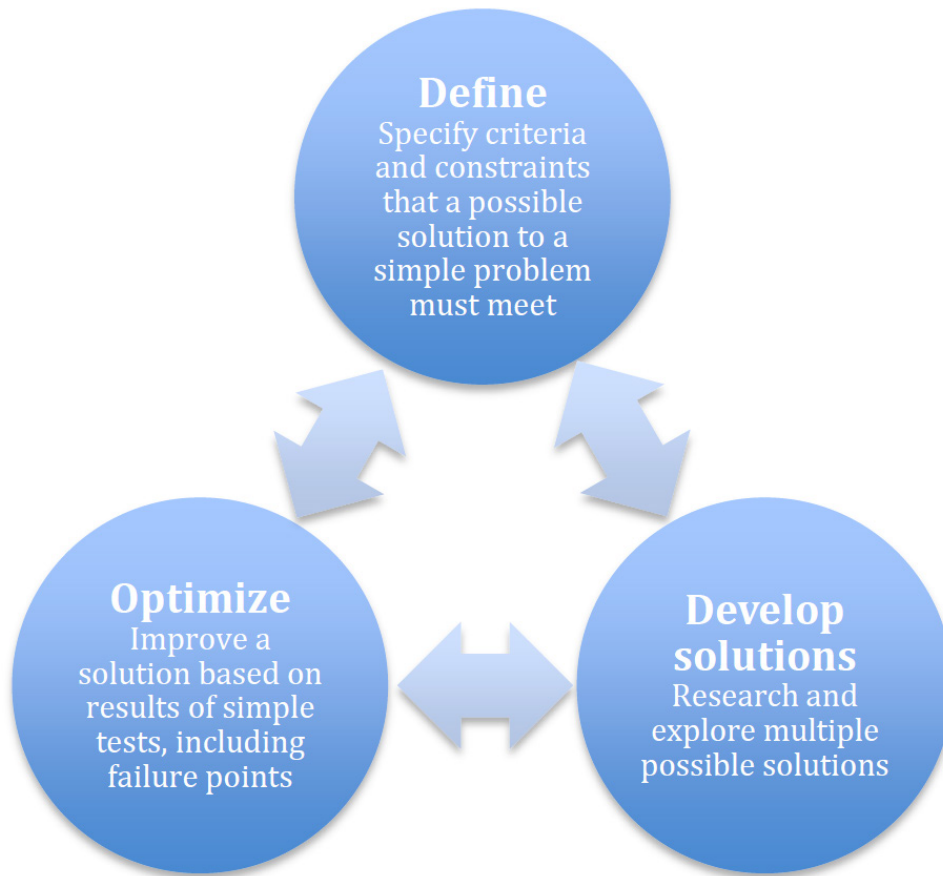 Define
Specify criteria
and constraints
that a possible
solution to a
simple problem
must meet
Optimize
Improve a
solution based on
results of simple
tests, including
failure points
Develop
solutions
Research and
explore multiple
possible solutions